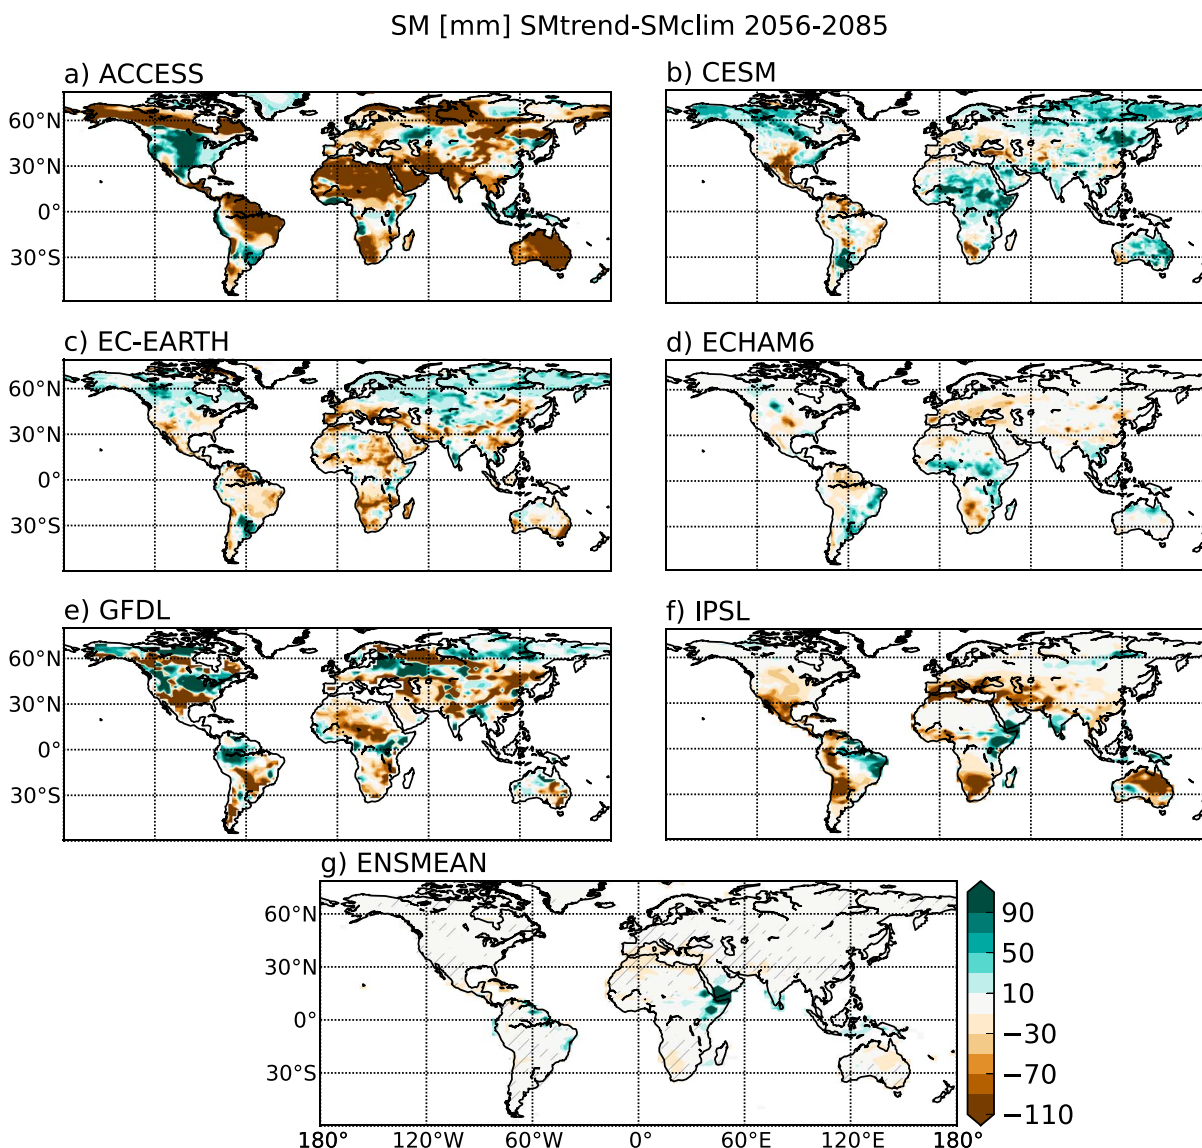 SM [mm] SMtrend-SMclim 2056-2085
a) ACCESS
b) CESM
60°N
30°N
0°
30°S
c) EC-EARTH
d) ECHAM6
60°N
30°N
0°
30°S
e) GFDL
f) IPSL
60°N
30°N
0°
30°S
g) ENSMEAN
60°N
30°N
0°
30°S
90
50
10
−30
−70
−110
180° 120°W 60°W 0° 60°E 120°E 180°